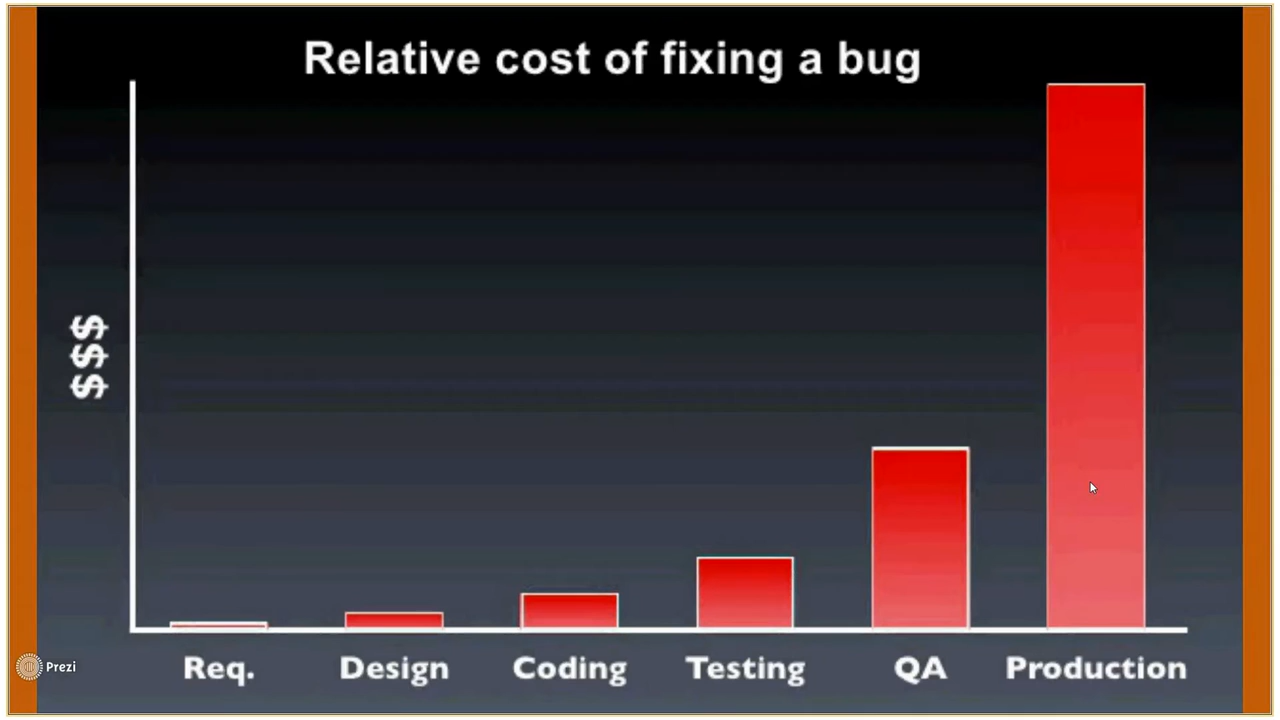 Relative cost of fixing a bug
$$$
Req. Design Coding Testing QA Production
Prezi